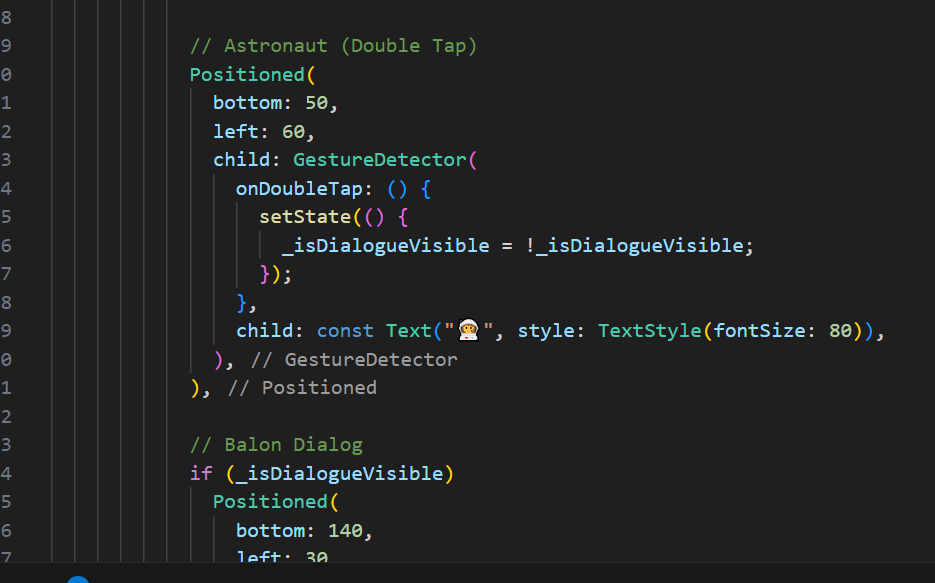 8
9 // Astronaut (Double Tap)
0 Positioned(
1 bottom: 50,
2 left: 60,
3 child: GestureDetector(
4 onDoubleTap: () {
5 setState(() {
6 _isDialogueVisible = !_isDialogueVisible;
7 });
8 },
9 child: const Text("👩‍🚀", style: TextStyle(fontSize: 80)),
0 ), // GestureDetector
1 ), // Positioned
2
3 // Balon Dialog
4 if (_isDialogueVisible)
5 Positioned(
6 bottom: 140,
7 left: 30